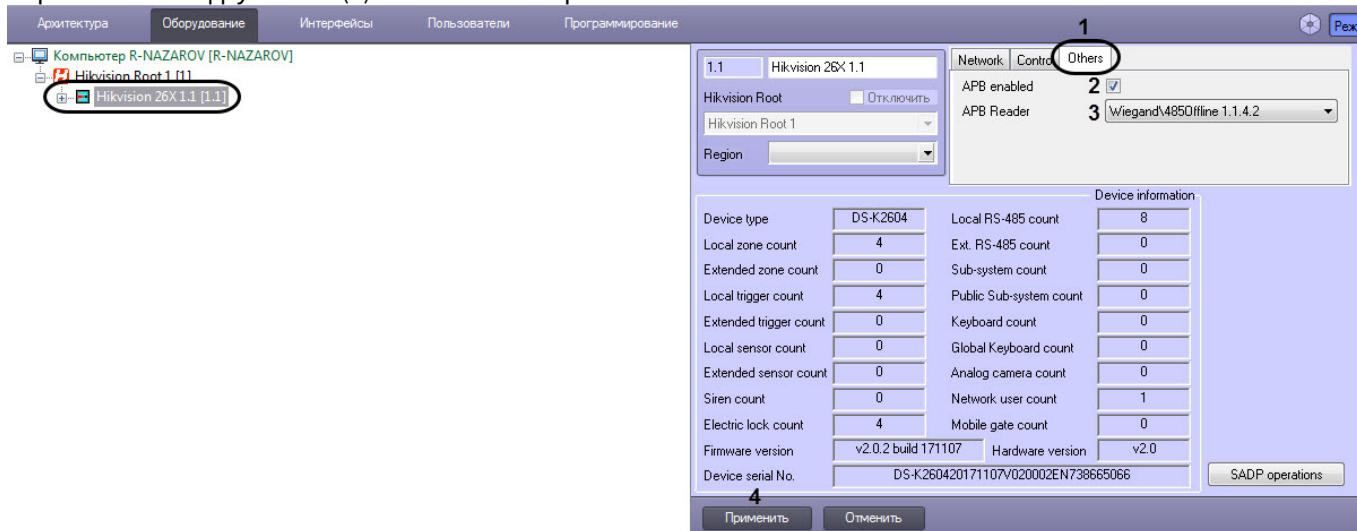 Архитектура Оборудование Интерфейсы Пользователи Программирование
1
Компьютер R-NAZAROV [R-NAZAROV]
Hikvision Root 1 [1]
Hikvision 26X 1.1 [1.1]
1.1 Hikvision 26X 1.1
Hikvision Root Отключить
Hikvision Root 1
Region
Network Contro Others
APB enabled 2
APB Reader 3 Wiegand\485Offline 1.1.4.2
Device information
Device type DS-K2604 Local RS-485 count 8
Local zone count 4 Ext. RS-485 count 0
Extended zone count 0 Sub-system count 0
Local trigger count 4 Public Sub-system count 0
Extended trigger count 0 Keyboard count 0
Local sensor count 0 Global Keyboard count 0
Extended sensor count 0 Analog camera count 0
Siren count 0 Network user count 1
Electric lock count 4 Mobile gate count 0
Firmware version v2.0.2 build 171107 Hardware version v2.0
Device serial No. DS-K260420171107V020002EN738665066 SADP operations
4
Применить Отменить